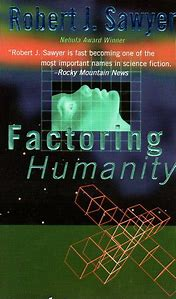 Robert J. Sawyer
Nebula Award Winner
"Robert J. Sawyer is fast becoming one of the
most important names in science fiction."
-Rocky Mountain News
Factoring
Humanity